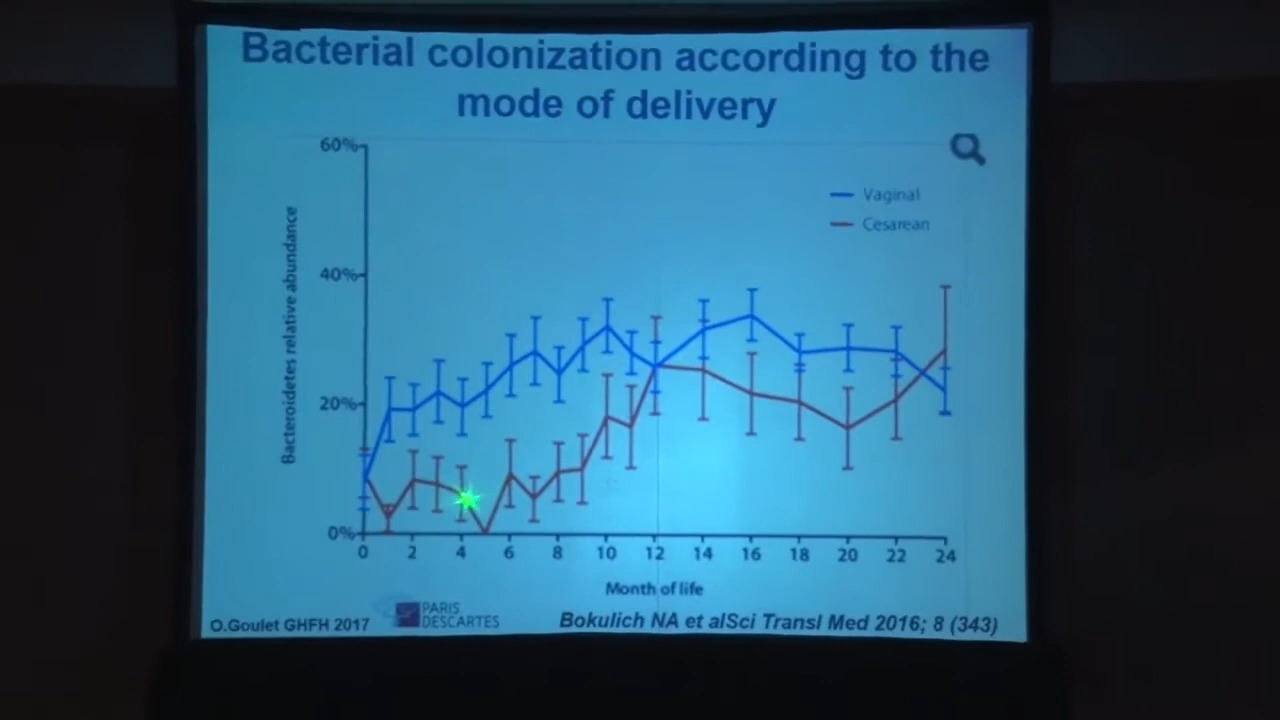 Bacterial colonization according to the
mode of delivery
60%
40%
20%
0%
Bacteroidetes relative abundance
Vaginal
Cesarean
0 2 4 6 8 10 12 14 16 18 20 22 24
Month of life
O.Goulet GHFH 2017
PARIS
DESCARTES
Bokulich NA et alSci Transl Med 2016; 8 (343)